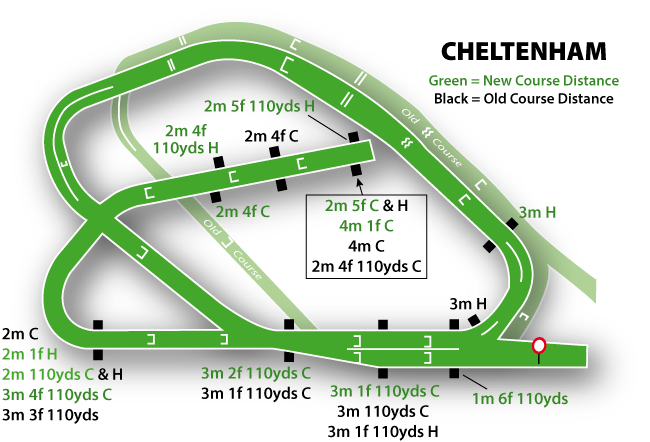 CHELTENHAM
Green = New Course Distance
Black = Old Course Distance
2m 5f 110yds H
2m 4f
110yds H
2m 4f C
Old
Course
2m 4f C
2m 5f C & H
4m 1f C
4m C
2m 4f 110yds C
3m H
Old
Course
3m H
2m C
2m 1f H
2m 110yds C & H
3m 4f 110yds C
3m 3f 110yds
3m 2f 110yds C
3m 1f 110yds C
3m 1f 110yds C
3m 110yds C
3m 1f 110yds H
1m 6f 110yds